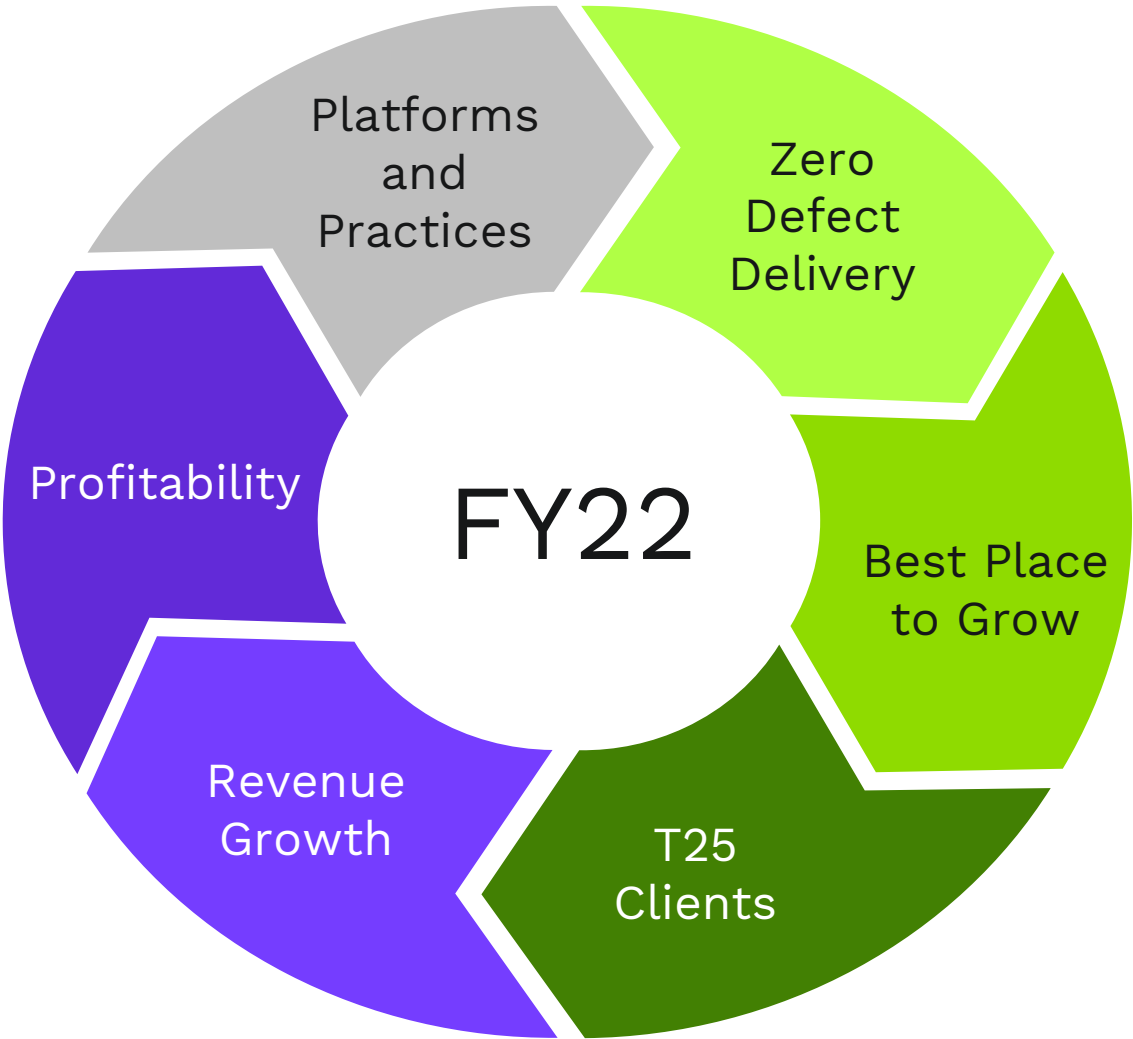 Platforms
and
Practices
Zero
Defect
Delivery
Best Place
to Grow
T25
Clients
Revenue
Growth
Profitability
FY22